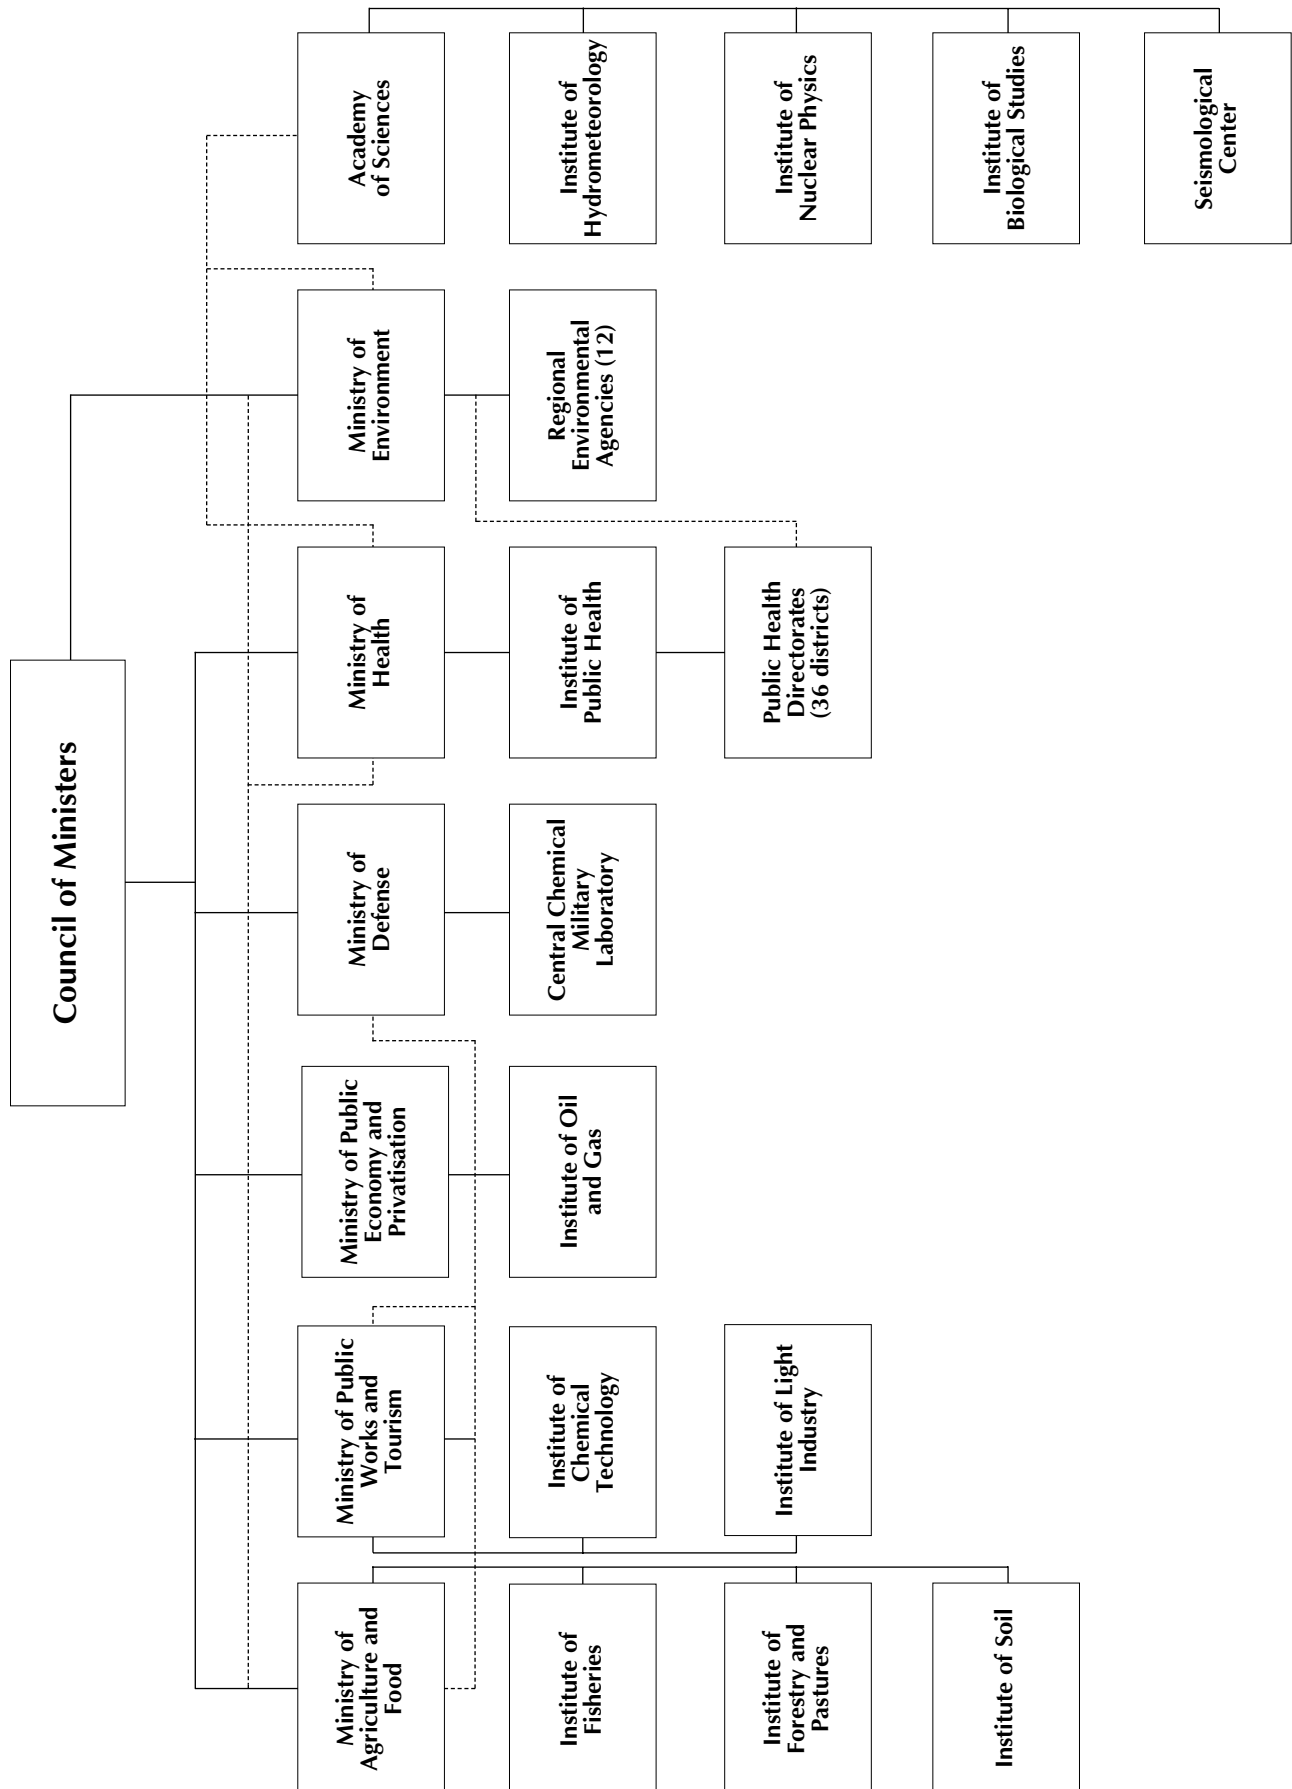 Council of Ministers
Ministry of
Agriculture and
Food
Ministry of Public
Works and
Tourism
Ministry of Public
Economy and
Privatisation
Ministry of
Defense
Ministry of
Health
Ministry of
Environment
Academy
of Sciences
Institute of
Fisheries
Institute of
Chemical
Technology
Institute of Oil
and Gas
Central Chemical
Military
Laboratory
Institute of
Public Health
Regional
Environmental
Agencies (12)
Institute of
Hydrometeorology
Institute of
Forestry and
Pastures
Institute of Light
Industry
Public Health
Directorates
(36 districts)
Institute of
Nuclear Physics
Institute of Soil
Institute of
Biological Studies
Seismological
Center